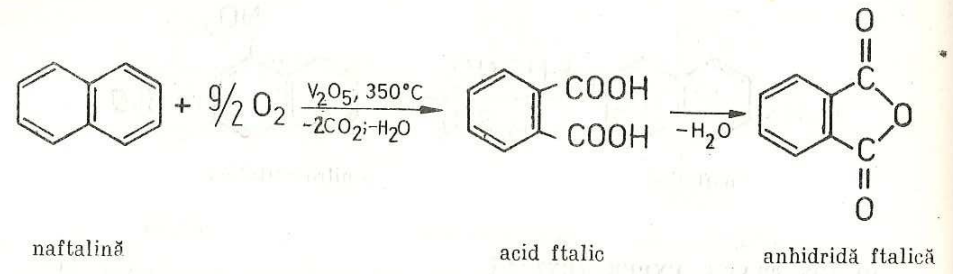 O
COOH
C
+ 9/2 O₂
V₂O₅, 350°C
O
-2CO₂;-H₂O
COOH
-H₂O
C
O
naftalină
acid ftalic
anhidridă ftalică